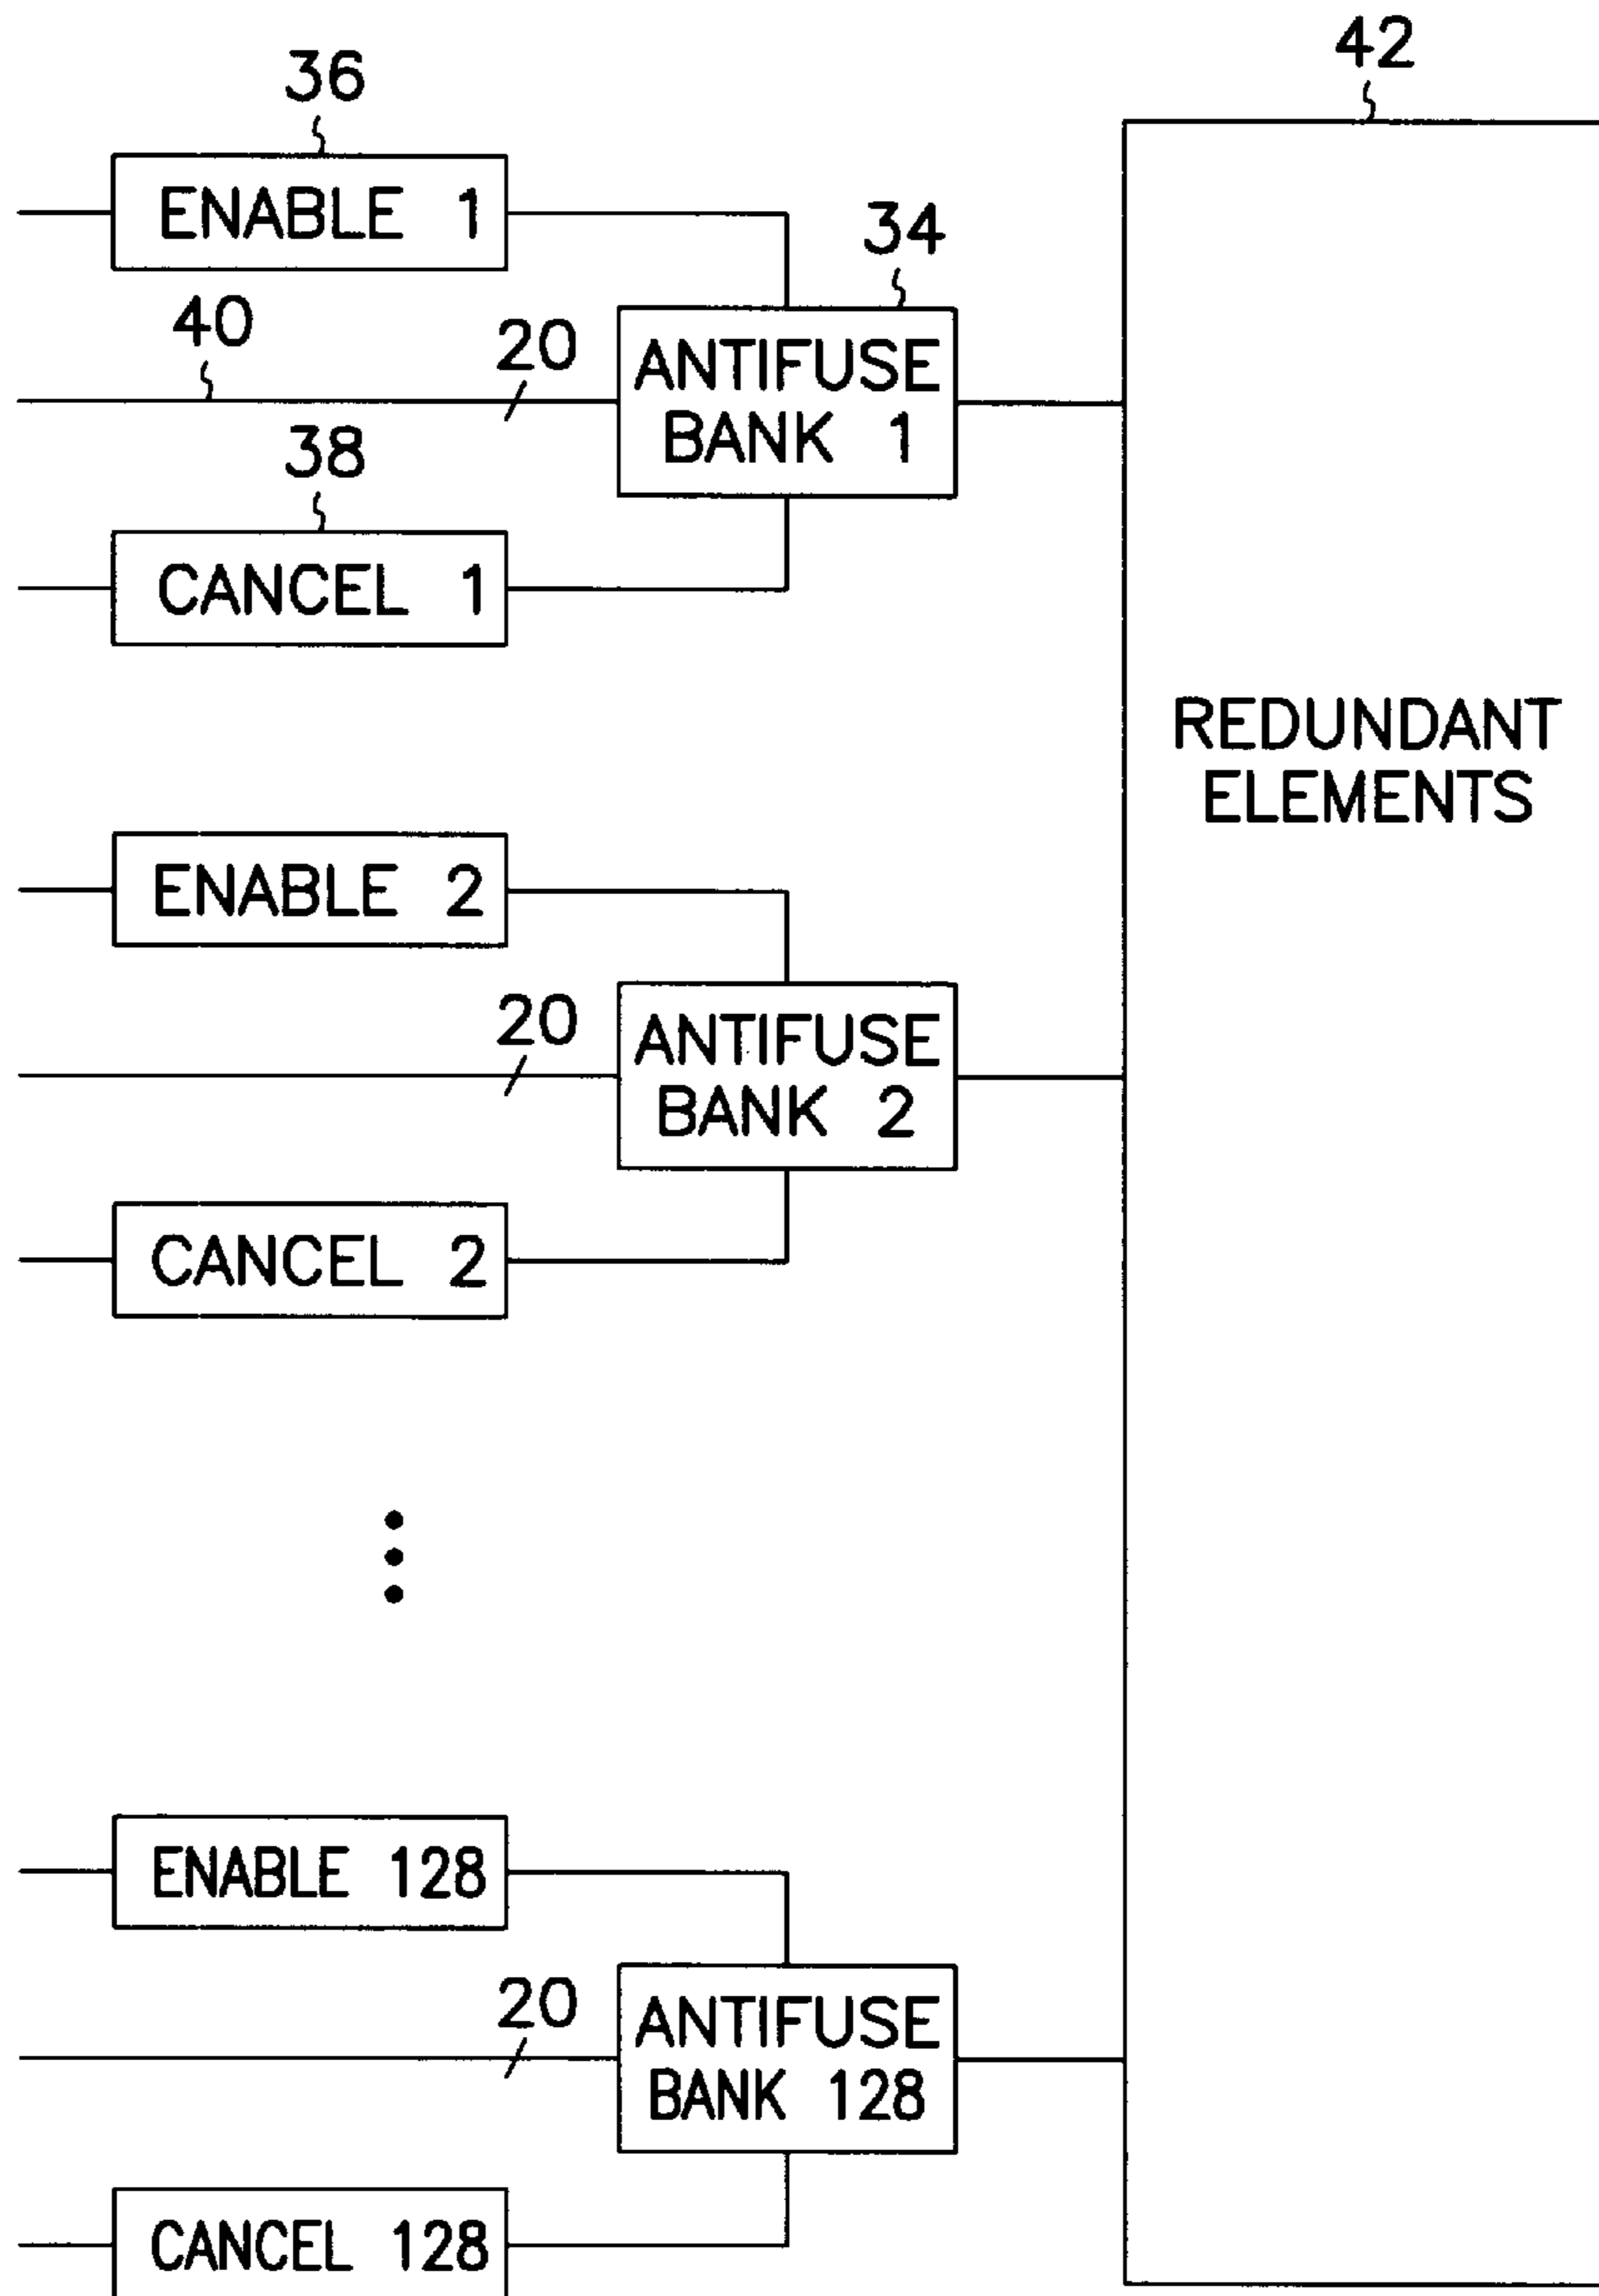 42
36
ENABLE 1
34
40
20
ANTIFUSE
BANK 1
38
CANCEL 1
REDUNDANT
ELEMENTS
ENABLE 2
20
ANTIFUSE
BANK 2
CANCEL 2
ENABLE 128
20
ANTIFUSE
BANK 128
CANCEL 128